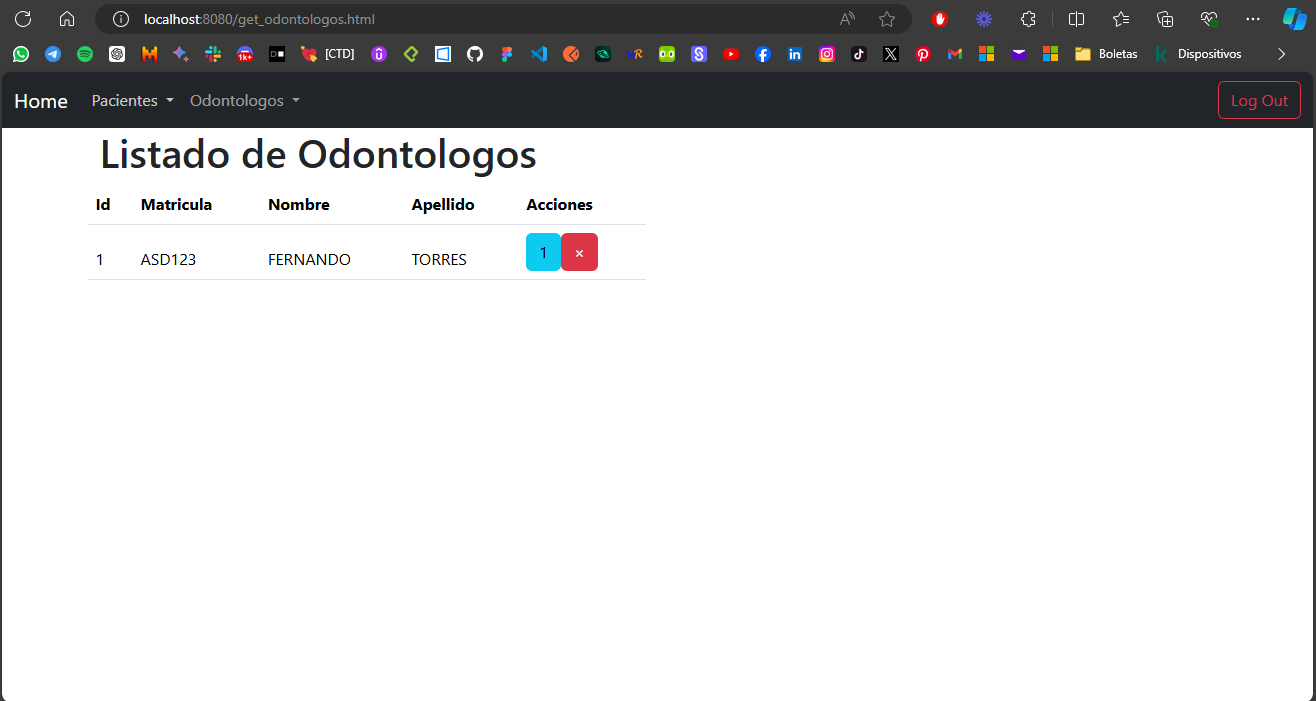 localhost:8080/get_odontologos.html
1K+
[CTD]
Boletas
Dispositivos
Home Pacientes Odontologos Log Out
Listado de Odontologos
Id Matricula Nombre Apellido Acciones
1 ASD123 FERNANDO TORRES 1 ×